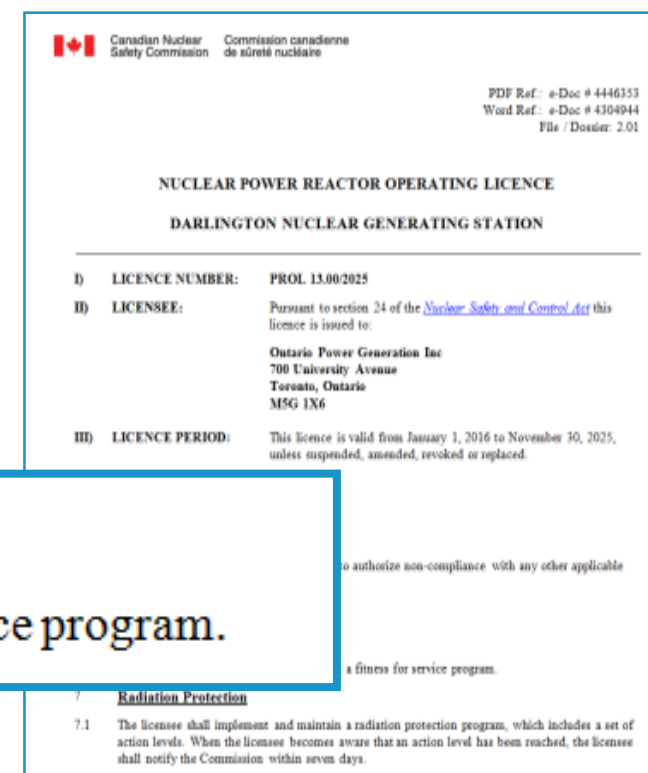 Canadian Nuclear Commission canadienne
Safety Commission de sûreté nucléaire
PDF Ref.: e-Doc # 4446353
Word Ref.: e-Doc # 4304944
File / Dossier: 2.01
NUCLEAR POWER REACTOR OPERATING LICENCE
DARLINGTON NUCLEAR GENERATING STATION
I) LICENCE NUMBER: PROL 13.00/2025
II) LICENSEE: Pursuant to section 24 of the Nuclear Safety and Control Act this
licence is issued to:
Ontario Power Generation Inc
700 University Avenue
Toronto, Ontario
M5G 1X6
III) LICENCE PERIOD: This licence is valid from January 1, 2016 to November 30, 2025,
unless suspended, amended, revoked or replaced.
to authorize non-compliance with any other applicable
ce program.
a fitness for service program.
7 Radiation Protection
7.1 The licensee shall implement and maintain a radiation protection program, which includes a set of
action levels. When the licensee becomes aware that an action level has been reached, the licensee
shall notify the Commission within seven days.